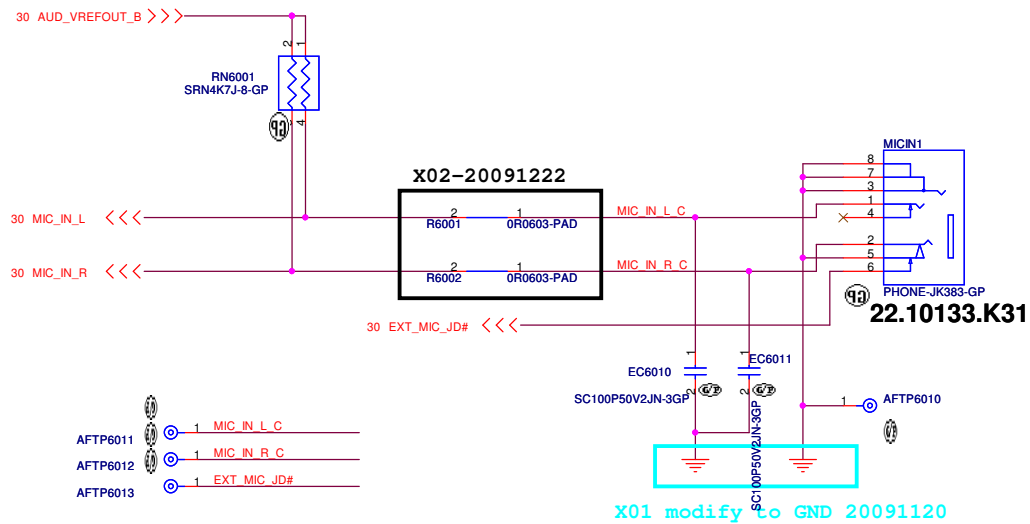 30 AUD_VREFOUT_B
2 1
RN6001
SRN4K7J-8-GP
4
X02-20091222
MICIN1
8
7
3
1
4
2
5
6
30 MIC_IN_L
2 1
R6001 0R0603-PAD
MIC_IN_L_C
30 MIC_IN_R
2 1
R6002 0R0603-PAD
MIC_IN_R_C
PHONE-JK383-GP
22.10133.K31
30 EXT_MIC_JD#
1 1
EC6010 EC6011
2 2
SC100P50V2JN-3GP
SC100P50V2JN-3GP
1 AFTP6010
AFTP6011 1 MIC_IN_L_C
AFTP6012 1 MIC_IN_R_C
AFTP6013 1 EXT_MIC_JD#
X01 modify to GND 20091120